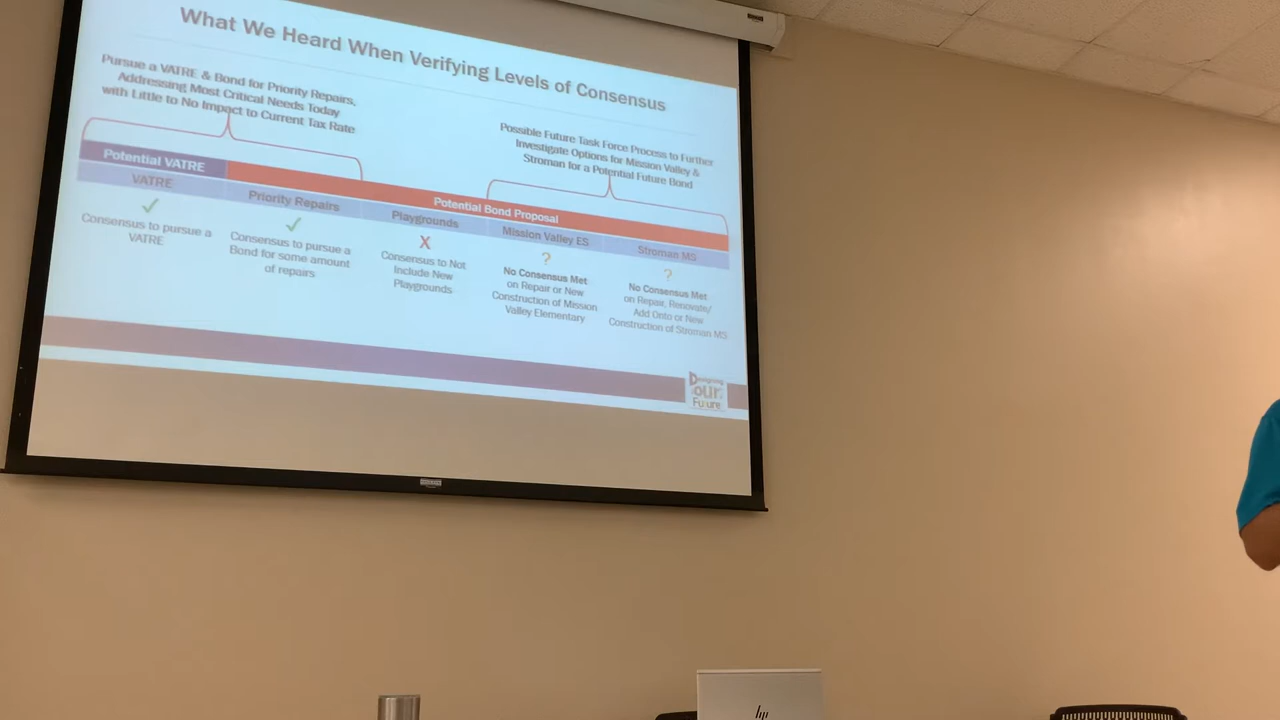 What We Heard When Verifying Levels of Consensus
Pursue a VATRE & Bond for Priority Repairs,
Addressing Most Critical Needs Today
with Little to No Impact to Current Tax Rate
Possible Future Task Force Process to Further
Investigate Options for Mission Valley &
Stroman for a Potential Future Bond
Potential VATRE
Potential Bond Proposal
VATRE
Priority Repairs
Playgrounds
Mission Valley ES
Stroman MS
✓
Consensus to pursue a
VATRE
✓
Consensus to pursue a
Bond for some amount
of repairs
X
Consensus to Not
Include New
Playgrounds
?
No Consensus Met
on Repair or New
Construction of Mission
Valley Elementary
?
No Consensus Met
on Repair, Renovate/
Add Onto or New
Construction of Stroman MS
Designing
our
Future
hp